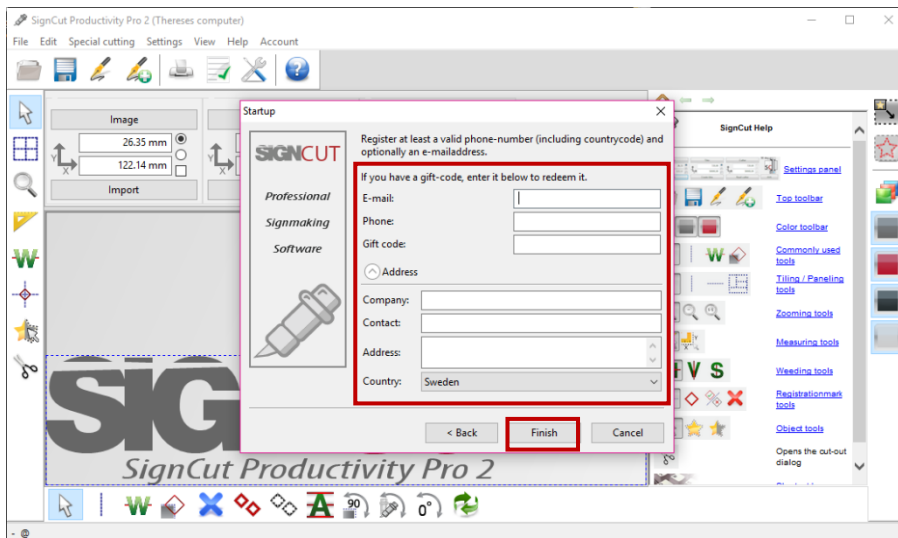 SignCut Productivity Pro 2 (Thereses computer)
File Edit Special cutting Settings View Help Account
Image
26.35 mm
122.14 mm
Y
X
Import
Y
X
Startup
SIGNCUT
Professional
Signmaking
Software
Register at least a valid phone-number (including countrycode) and
optionally an e-mailaddress.
If you have a gift-code, enter it below to redeem it.
E-mail:
Phone:
Gift code:
Address
Company:
Contact:
Address:
Country: Sweden
< Back Finish Cancel
SignCut Help
Settings panel
Top toolbar
Color toolbar
Commonly used
tools
Tiling / Paneling
tools
Zooming tools
Measuring tools
Weeding tools
Registrationmark
tools
Object tools
Opens the cut-out
dialog
SIG
SignCut Productivity Pro 2
90
0°
- @